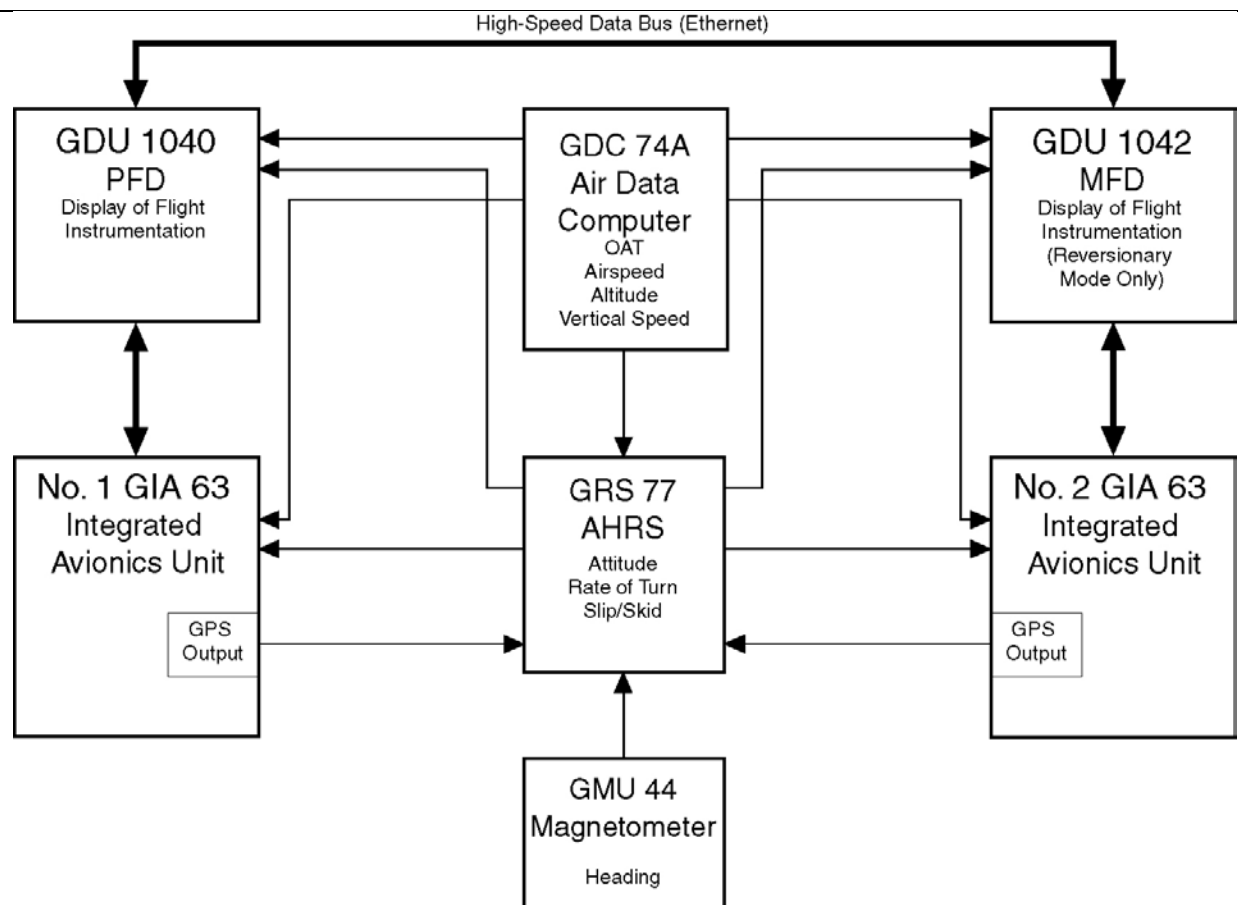 High-Speed Data Bus (Ethernet)
GDU 1040
PFD
Display of Flight
Instrumentation
GDC 74A
Air Data
Computer
OAT
Airspeed
Altitude
Vertical Speed
GDU 1042
MFD
Display of Flight
Instrumentation
(Reversionary
Mode Only)
No. 1 GIA 63
Integrated
Avionics Unit
GPS
Output
GRS 77
AHRS
Attitude
Rate of Turn
Slip/Skid
No. 2 GIA 63
Integrated
Avionics Unit
GPS
Output
GMU 44
Magnetometer
Heading